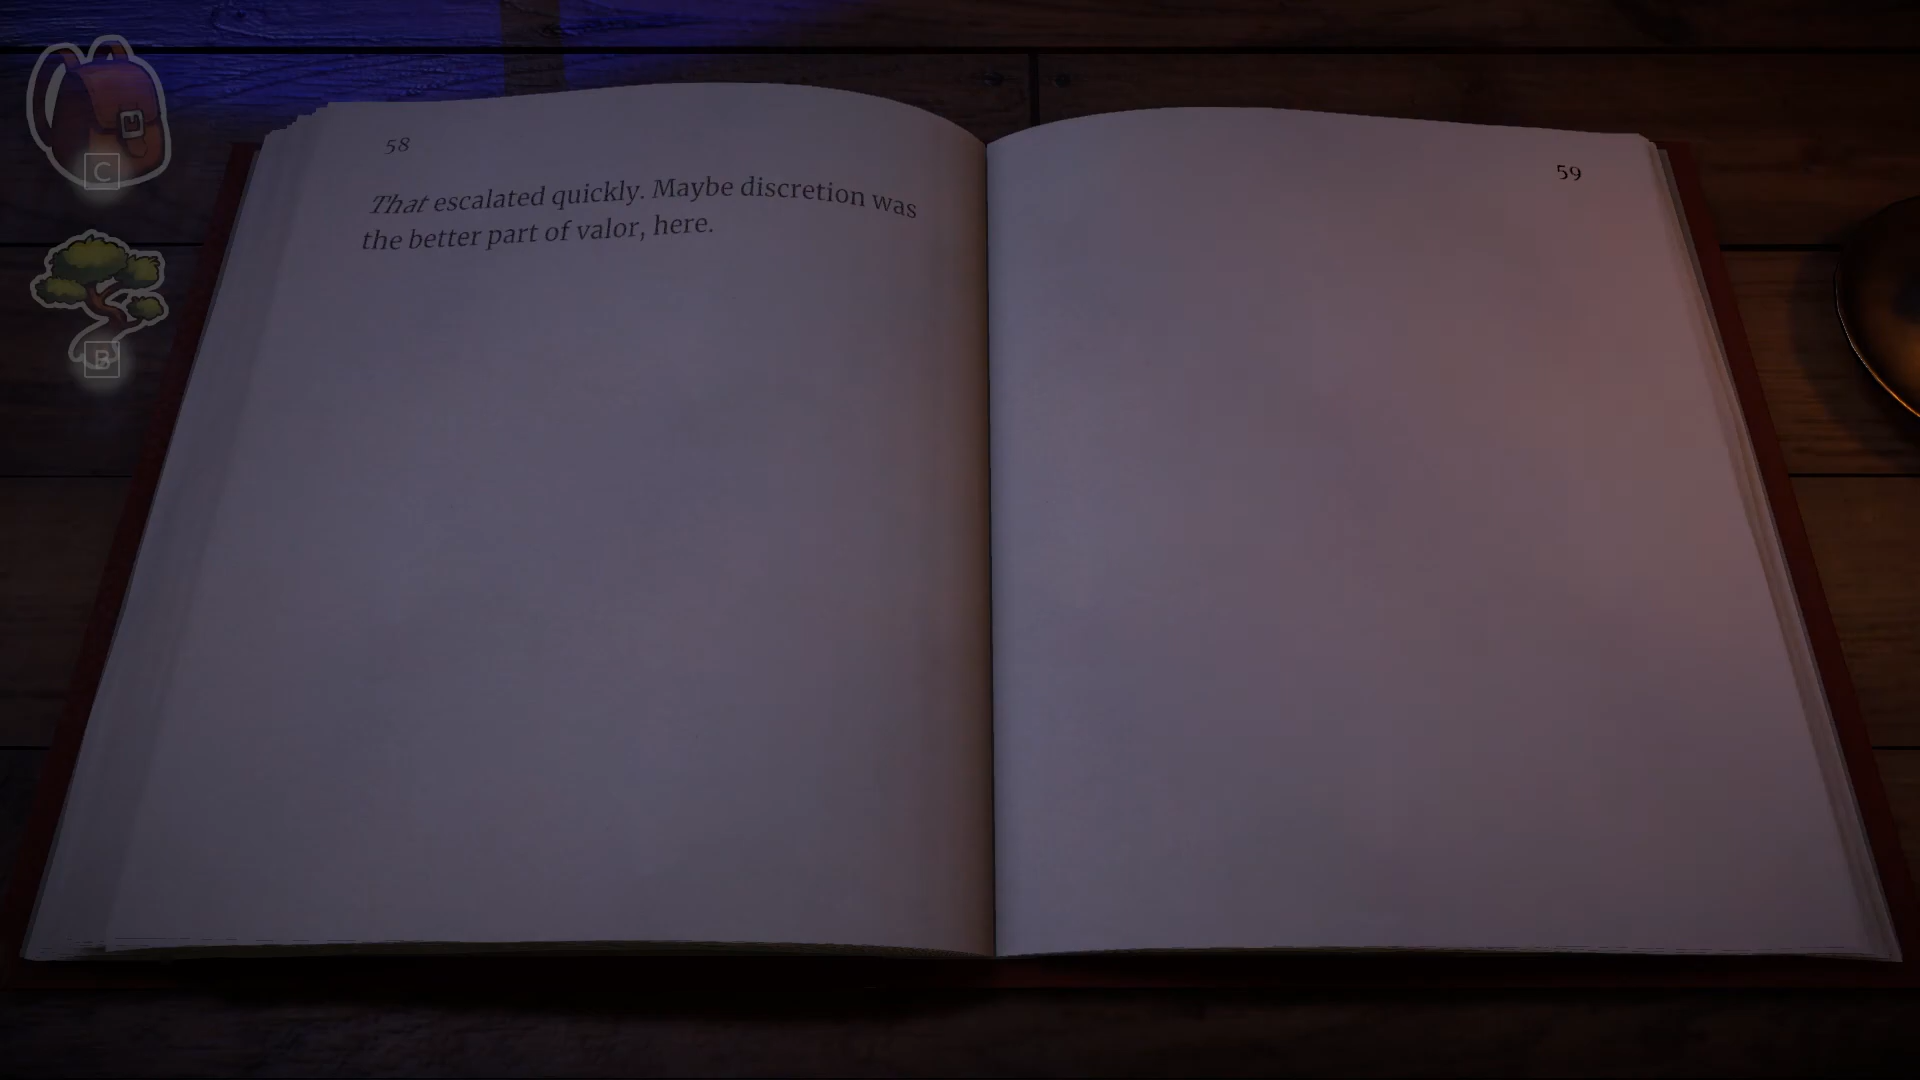 C
B
58
That escalated quickly. Maybe discretion was
the better part of valor, here.
59